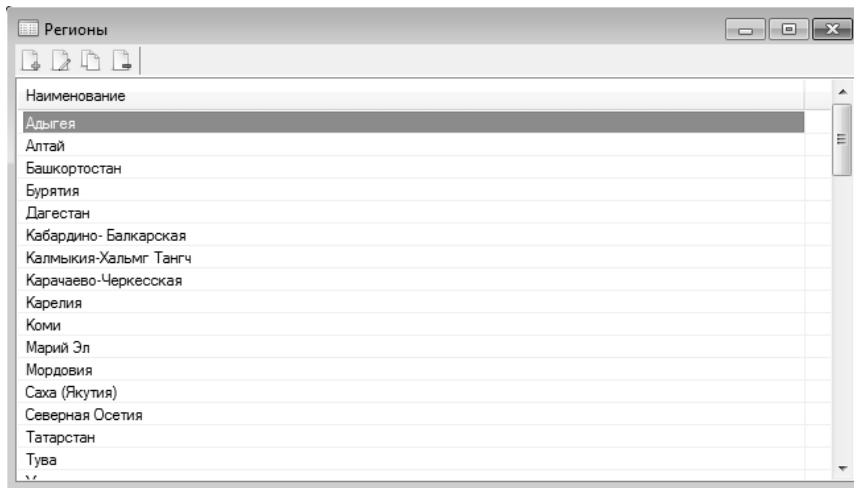 Регионы
Наименование
Адыгея
Алтай
Башкортостан
Бурятия
Дагестан
Кабардино- Балкарская
Калмыкия-Хальмг Тангч
Карачаево-Черкесская
Карелия
Коми
Марий Эл
Мордовия
Саха (Якутия)
Северная Осетия
Татарстан
Тува